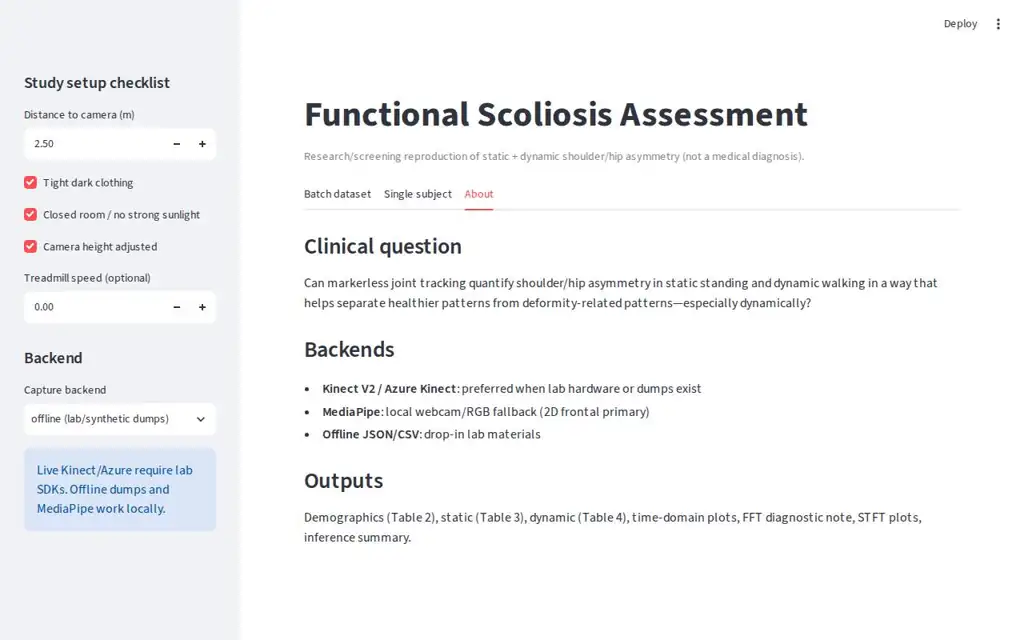 Deploy
Study setup checklist
Distance to camera (m)
2.50
Tight dark clothing
Closed room / no strong sunlight
Camera height adjusted
Treadmill speed (optional)
0.00
Backend
Capture backend
offline (lab/synthetic dumps)
Live Kinect/Azure require lab
SDKs. Offline dumps and
MediaPipe work locally.
Functional Scoliosis Assessment
Research/screening reproduction of static + dynamic shoulder/hip asymmetry (not a medical diagnosis).
Batch dataset Single subject About
Clinical question
Can markerless joint tracking quantify shoulder/hip asymmetry in static standing and dynamic walking in a way that
helps separate healthier patterns from deformity-related patterns—especially dynamically?
Backends
• Kinect V2 / Azure Kinect: preferred when lab hardware or dumps exist
• MediaPipe: local webcam/RGB fallback (2D frontal primary)
• Offline JSON/CSV: drop-in lab materials
Outputs
Demographics (Table 2), static (Table 3), dynamic (Table 4), time-domain plots, FFT diagnostic note, STFT plots,
inference summary.